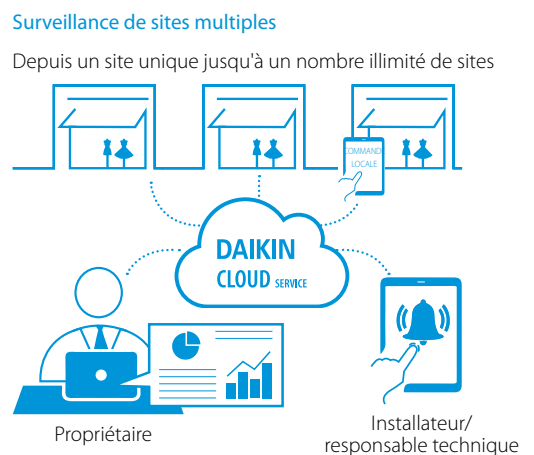 Surveillance de sites multiples
Depuis un site unique jusqu'à un nombre illimité de sites
COMMAND
LOCALE
DAIKIN
CLOUD SERVICE
Propriétaire
Installateur/
responsable technique